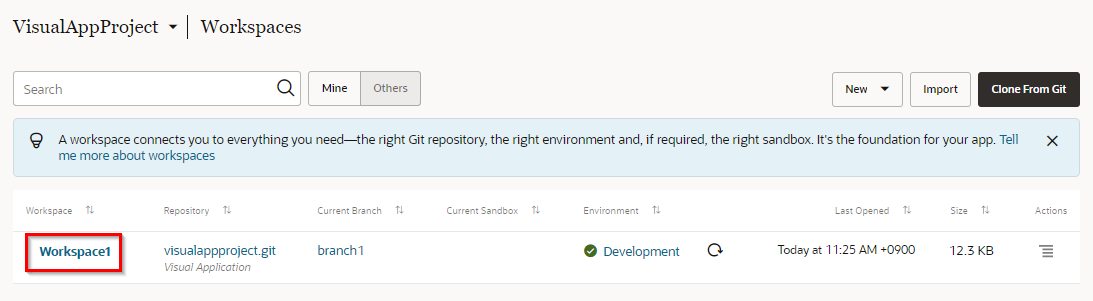 VisualAppProject Workspaces
Search Mine Others New Import Clone From Git
A workspace connects you to everything you need—the right Git repository, the right environment and, if required, the right sandbox. It's the foundation for your app. Tell
me more about workspaces
Workspace Repository Current Branch Current Sandbox Environment Last Opened Size Actions
Workspace1 visualappproject.git branch1 Development Today at 11:25 AM +0900 12.3 KB
Visual Application